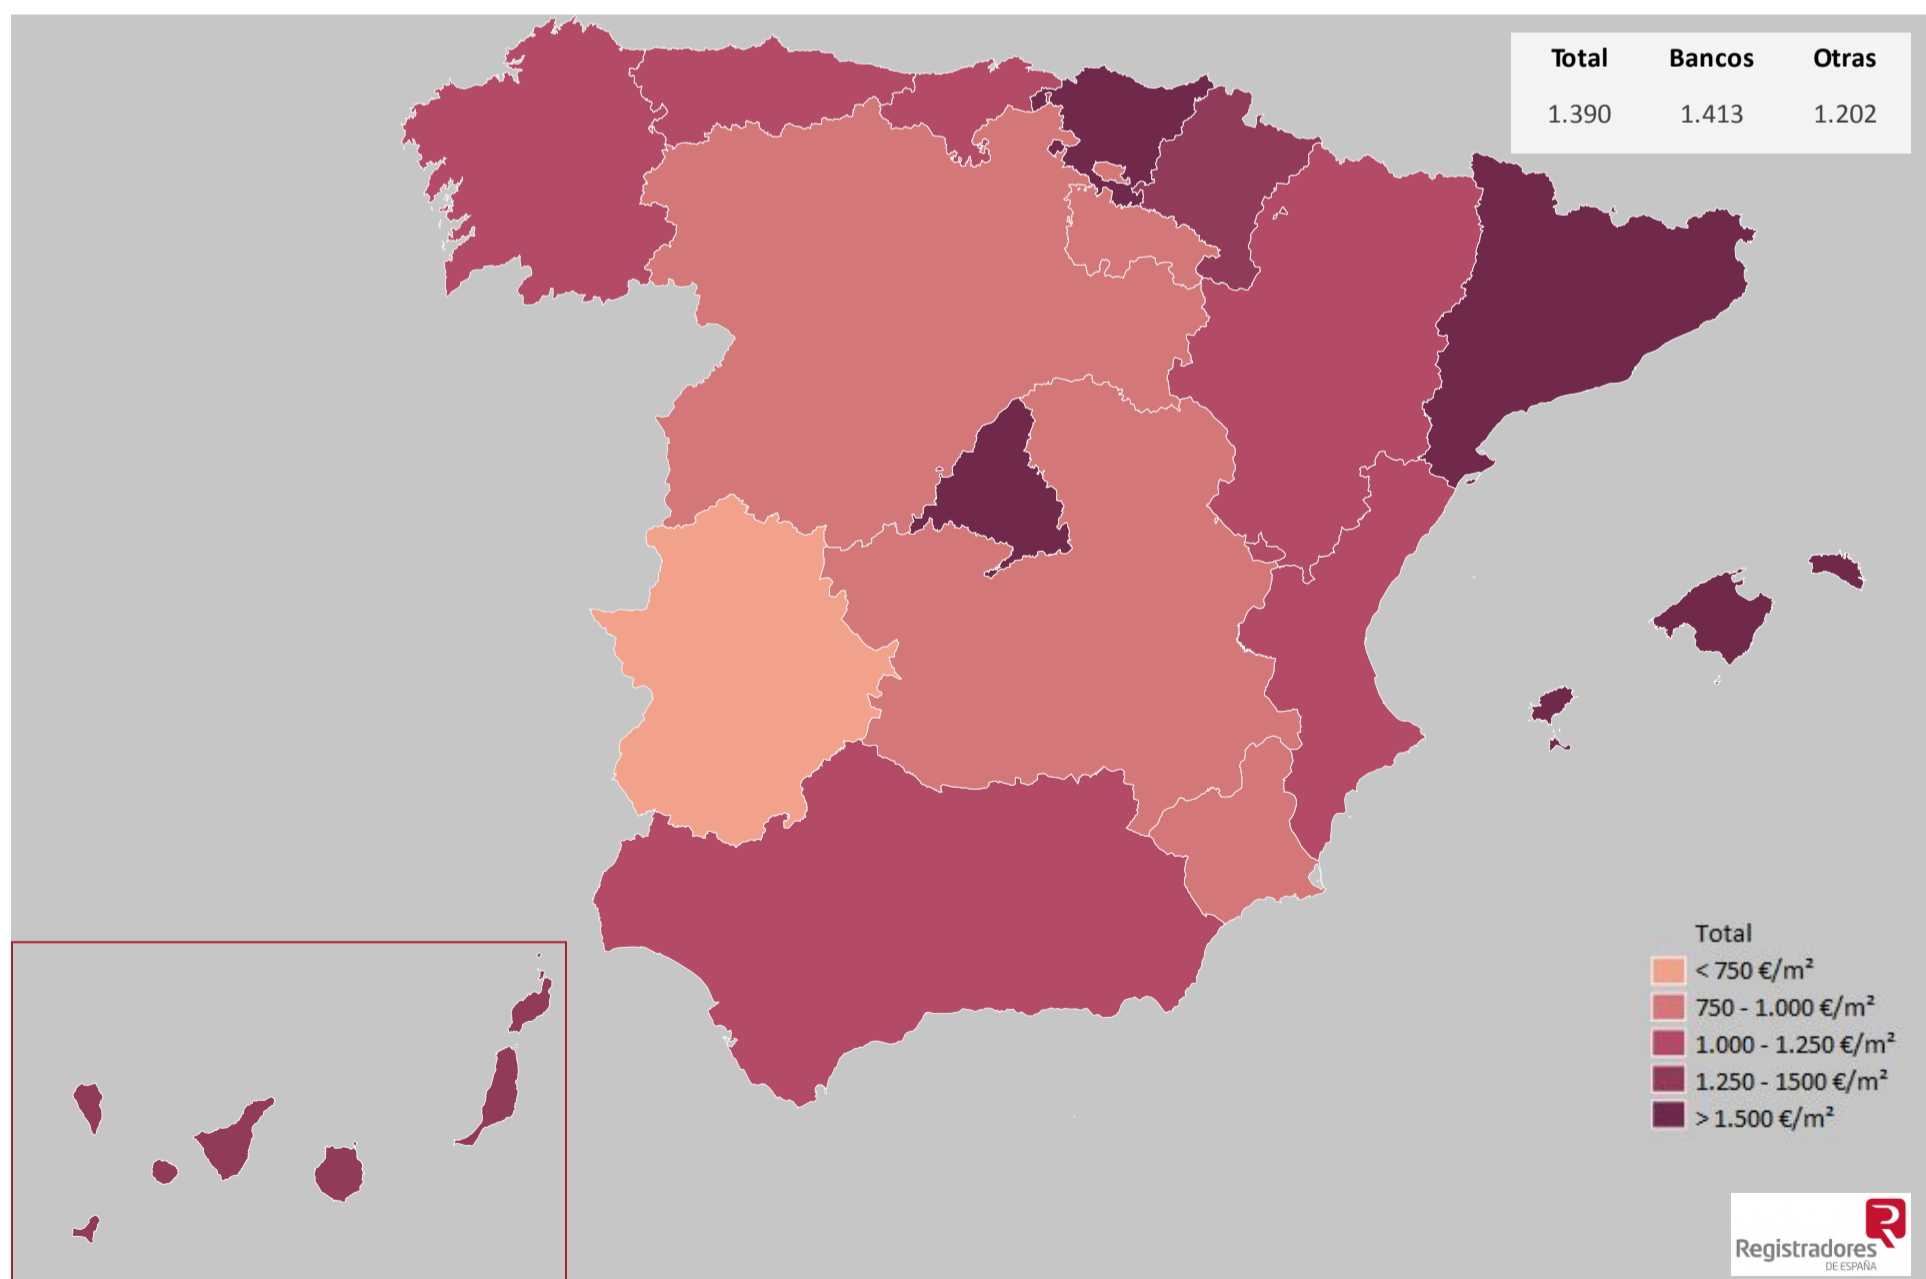 Total Bancos Otras
1.390 1.413 1.202
Total
< 750 €/m²
750 - 1.000 €/m²
1.000 - 1.250 €/m²
1.250 - 1500 €/m²
> 1.500 €/m²
Registradores
DE ESPAÑA